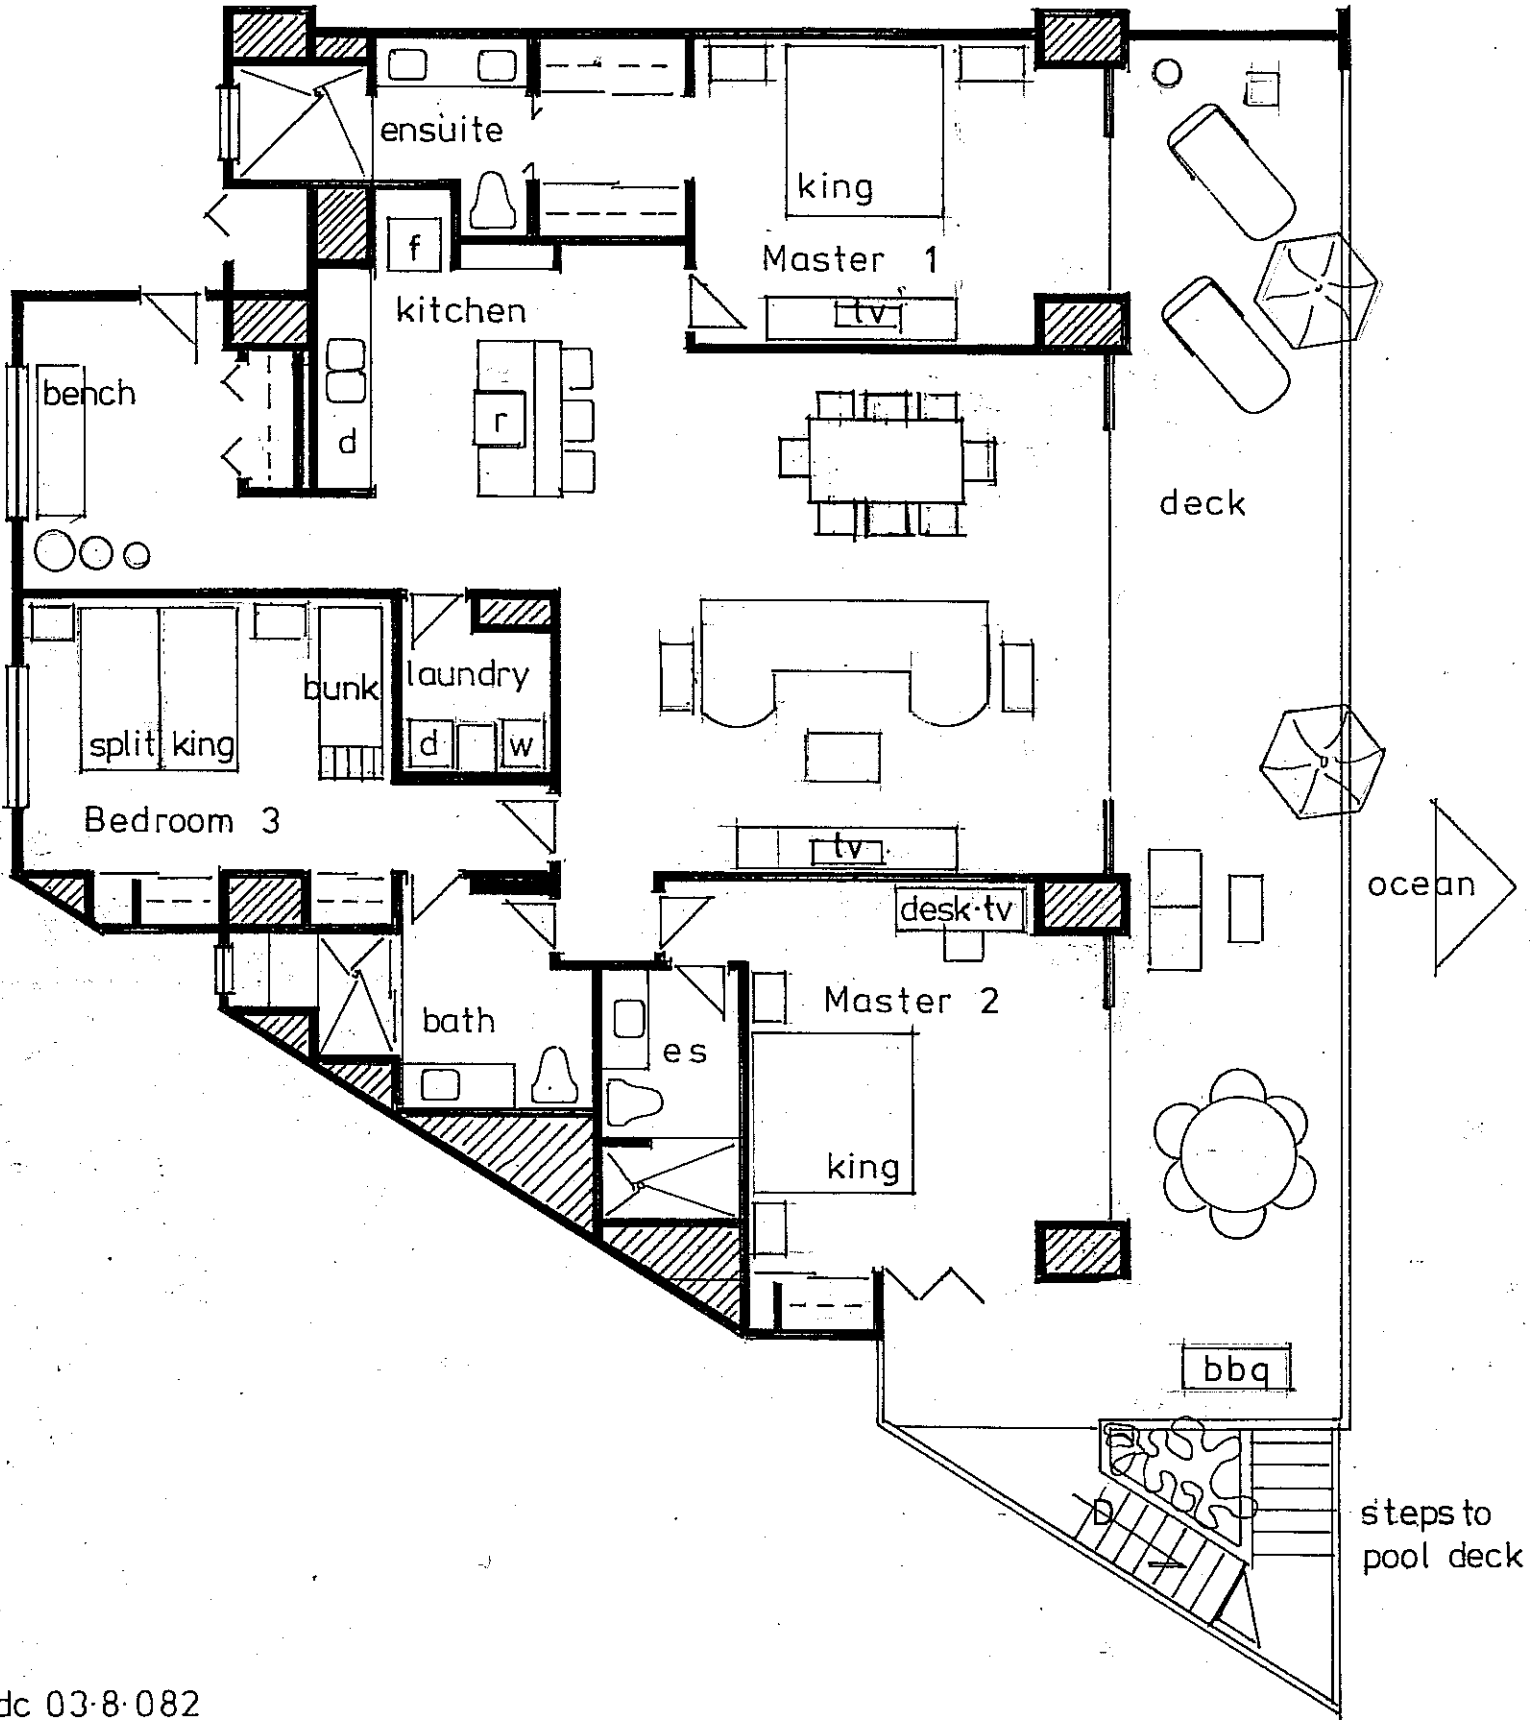 ensuite
king
Master 1
f
kitchen
tv
bench
r
d
deck
laundry
bunk
split king
d
w
Bedroom 3
tv
ocean
desk·tv
Master 2
bath
es
king
bbq
D
steps to
pool deck
dc 03·8·082